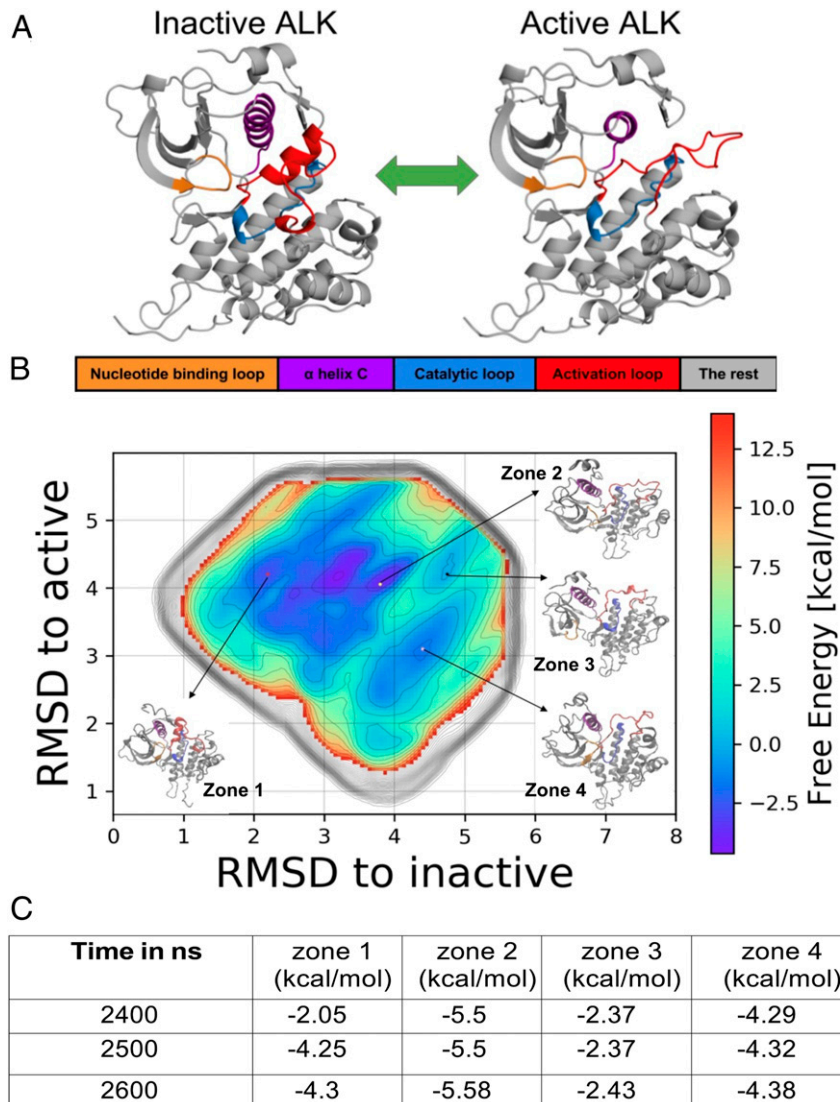 A
Inactive ALK
Active ALK
B
Nucleotide binding loop
α helix C
Catalytic loop
Activation loop
The rest
RMSD to active
5
4
3
2
1
Zone 2
Zone 3
Zone 1
Zone 4
0 1 2 3 4 5 6 7 8
RMSD to inactive
12.5
10.0
7.5
5.0
2.5
0.0
−2.5
Free Energy [kcal/mol]
C
Time in ns zone 1 (kcal/mol) zone 2 (kcal/mol) zone 3 (kcal/mol) zone 4 (kcal/mol)
2400 -2.05 -5.5 -2.37 -4.29
2500 -4.25 -5.5 -2.37 -4.32
2600 -4.3 -5.58 -2.43 -4.38